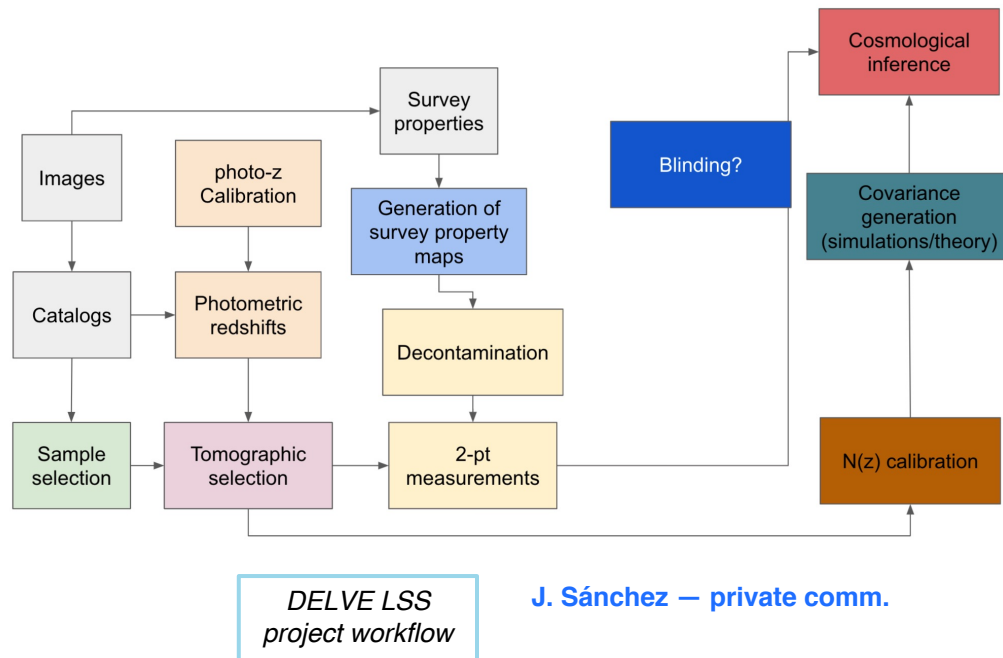 Survey
properties
Cosmological
inference
Images
photo-z
Calibration
Blinding?
Generation of
survey property
maps
Covariance
generation
(simulations/theory)
Catalogs
Photometric
redshifts
Decontamination
Sample
selection
Tomographic
selection
2-pt
measurements
N(z) calibration
DELVE LSS
project workflow
J. Sánchez — private comm.